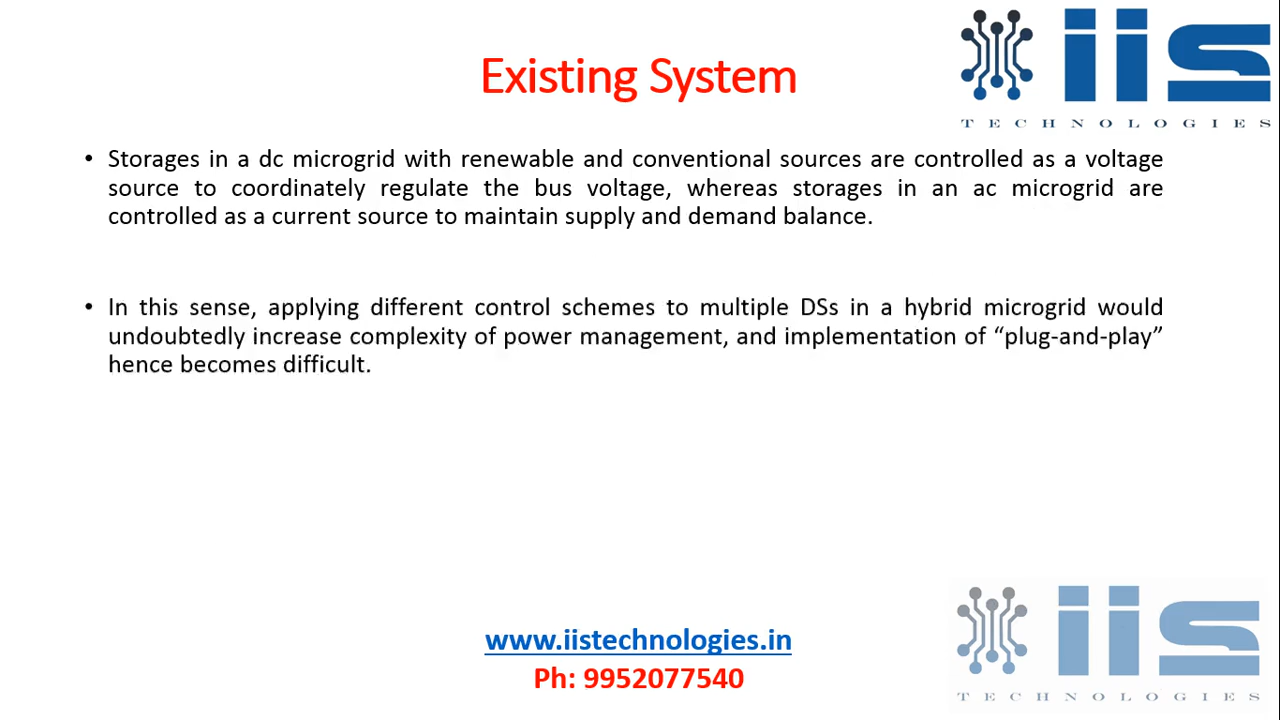 iis
TECHNOLOGIES
Existing System
• Storages in a dc microgrid with renewable and conventional sources are controlled as a voltage
source to coordinately regulate the bus voltage, whereas storages in an ac microgrid are
controlled as a current source to maintain supply and demand balance.
• In this sense, applying different control schemes to multiple DSs in a hybrid microgrid would
undoubtedly increase complexity of power management, and implementation of “plug-and-play”
hence becomes difficult.
www.iistechnologies.in
Ph: 9952077540
iis
TECHNOLOGIES